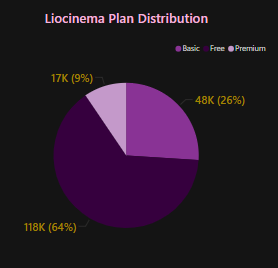 Liocinema Plan Distribution
Basic Free Premium
17K (9%)
48K (26%)
118K (64%)